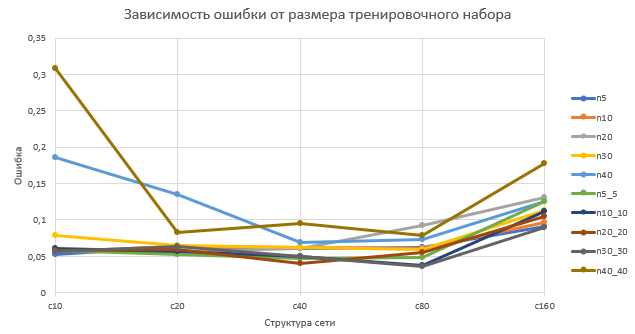 Зависимость ошибки от размера тренировочного набора
0,35
0,3
0,25
0,2
0,15
0,1
0,05
0
Ошибка
c10 c20 c40 c80 c160
Структура сети
n5
n10
n20
n30
n40
n5_5
n10_10
n20_20
n30_30
n40_40